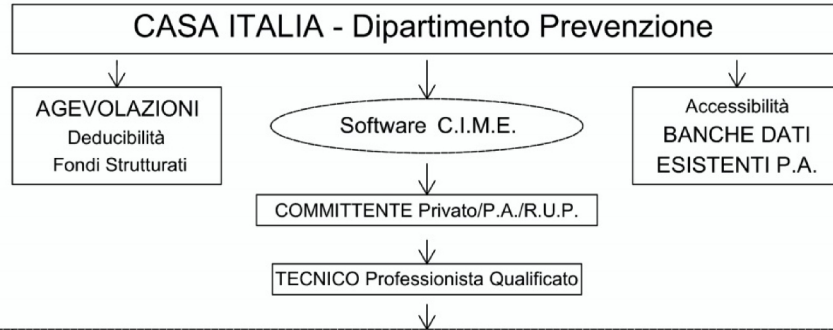 CASA ITALIA - Dipartimento Prevenzione
AGEVOLAZIONI
Deducibilità
Fondi Strutturati
Software C.I.M.E.
Accessibilità
BANCHE DATI
ESISTENTI P.A.
COMMITTENTE Privato/P.A./R.U.P.
TECNICO Professionista Qualificato